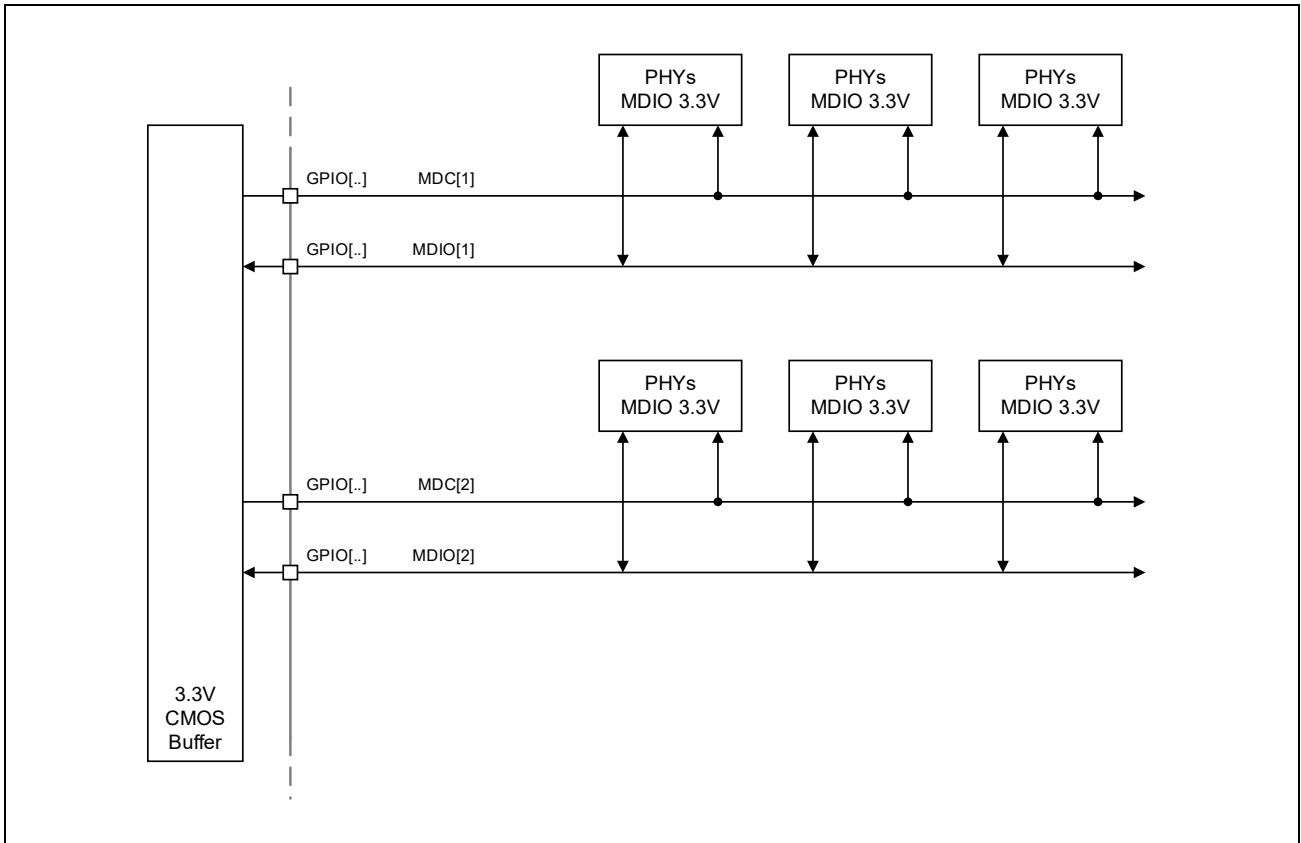 PHYs
MDIO 3.3V
PHYs
MDIO 3.3V
PHYs
MDIO 3.3V
GPIO[..] MDC[1]
GPIO[..] MDIO[1]
PHYs
MDIO 3.3V
PHYs
MDIO 3.3V
PHYs
MDIO 3.3V
GPIO[..] MDC[2]
GPIO[..] MDIO[2]
3.3V
CMOS
Buffer